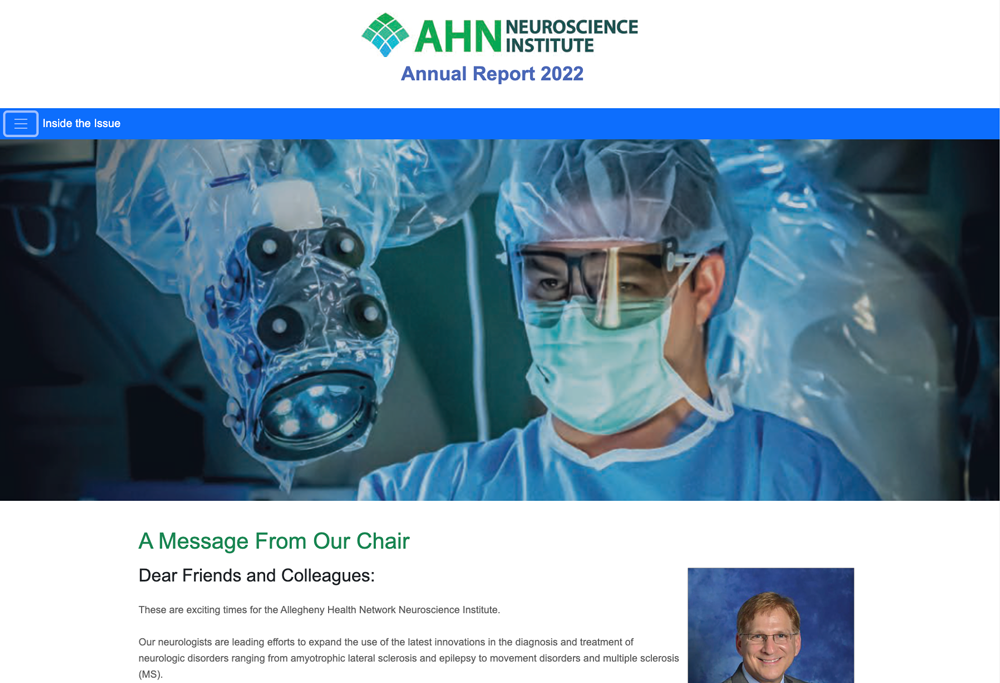 AHN NEUROSCIENCE
INSTITUTE
Annual Report 2022
Inside the Issue
A Message From Our Chair
Dear Friends and Colleagues:
These are exciting times for the Allegheny Health Network Neuroscience Institute.
Our neurologists are leading efforts to expand the use of the latest innovations in the diagnosis and treatment of
neurologic disorders ranging from amyotrophic lateral sclerosis and epilepsy to movement disorders and multiple sclerosis
(MS).